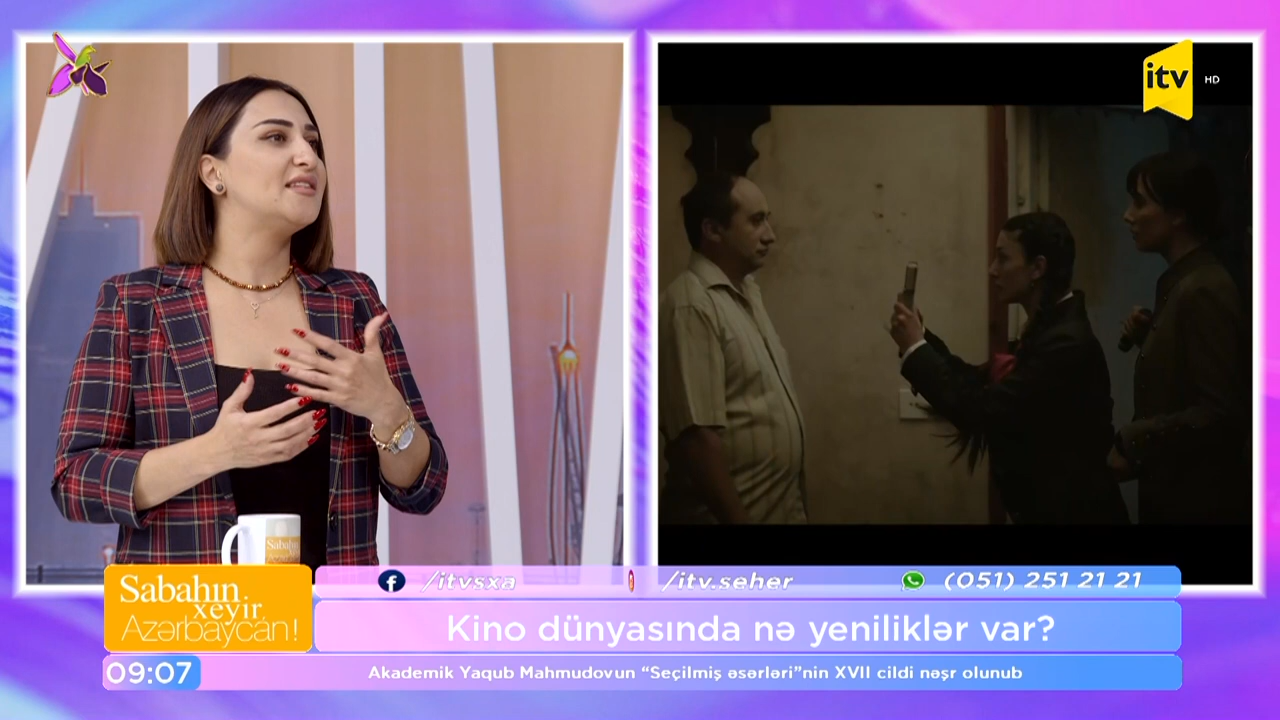 itv HD
Sabahın
Sabahın
xeyir
Azərbaycan!
/itvsxa
/itv.seher
(051) 251 21 21
Kino dünyasında nə yeniliklər var?
09:07
Akademik Yaqub Mahmudovun “Seçilmiş əsərləri”nin XVII cildi nəşr olunub